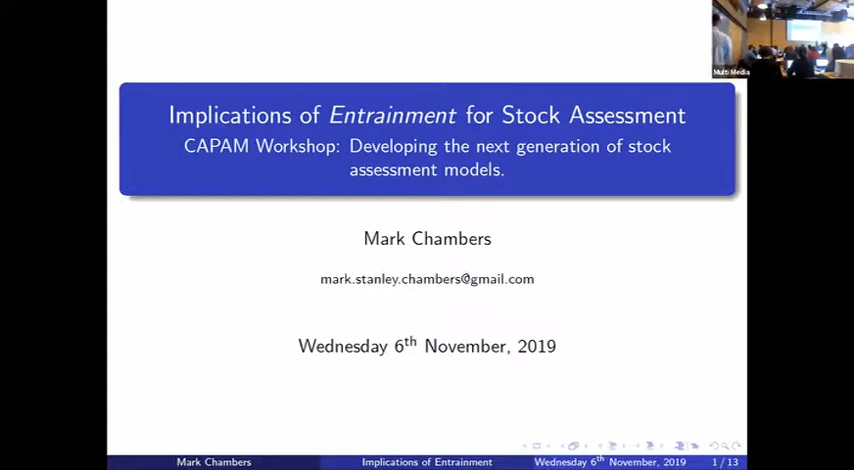 Multi Media
Implications of Entrainment for Stock Assessment
CAPAM Workshop: Developing the next generation of stock
assessment models.
Mark Chambers
mark.stanley.chambers@gmail.com
Wednesday 6th November, 2019
Mark Chambers Implications of Entrainment Wednesday 6th November, 2019 1 / 13